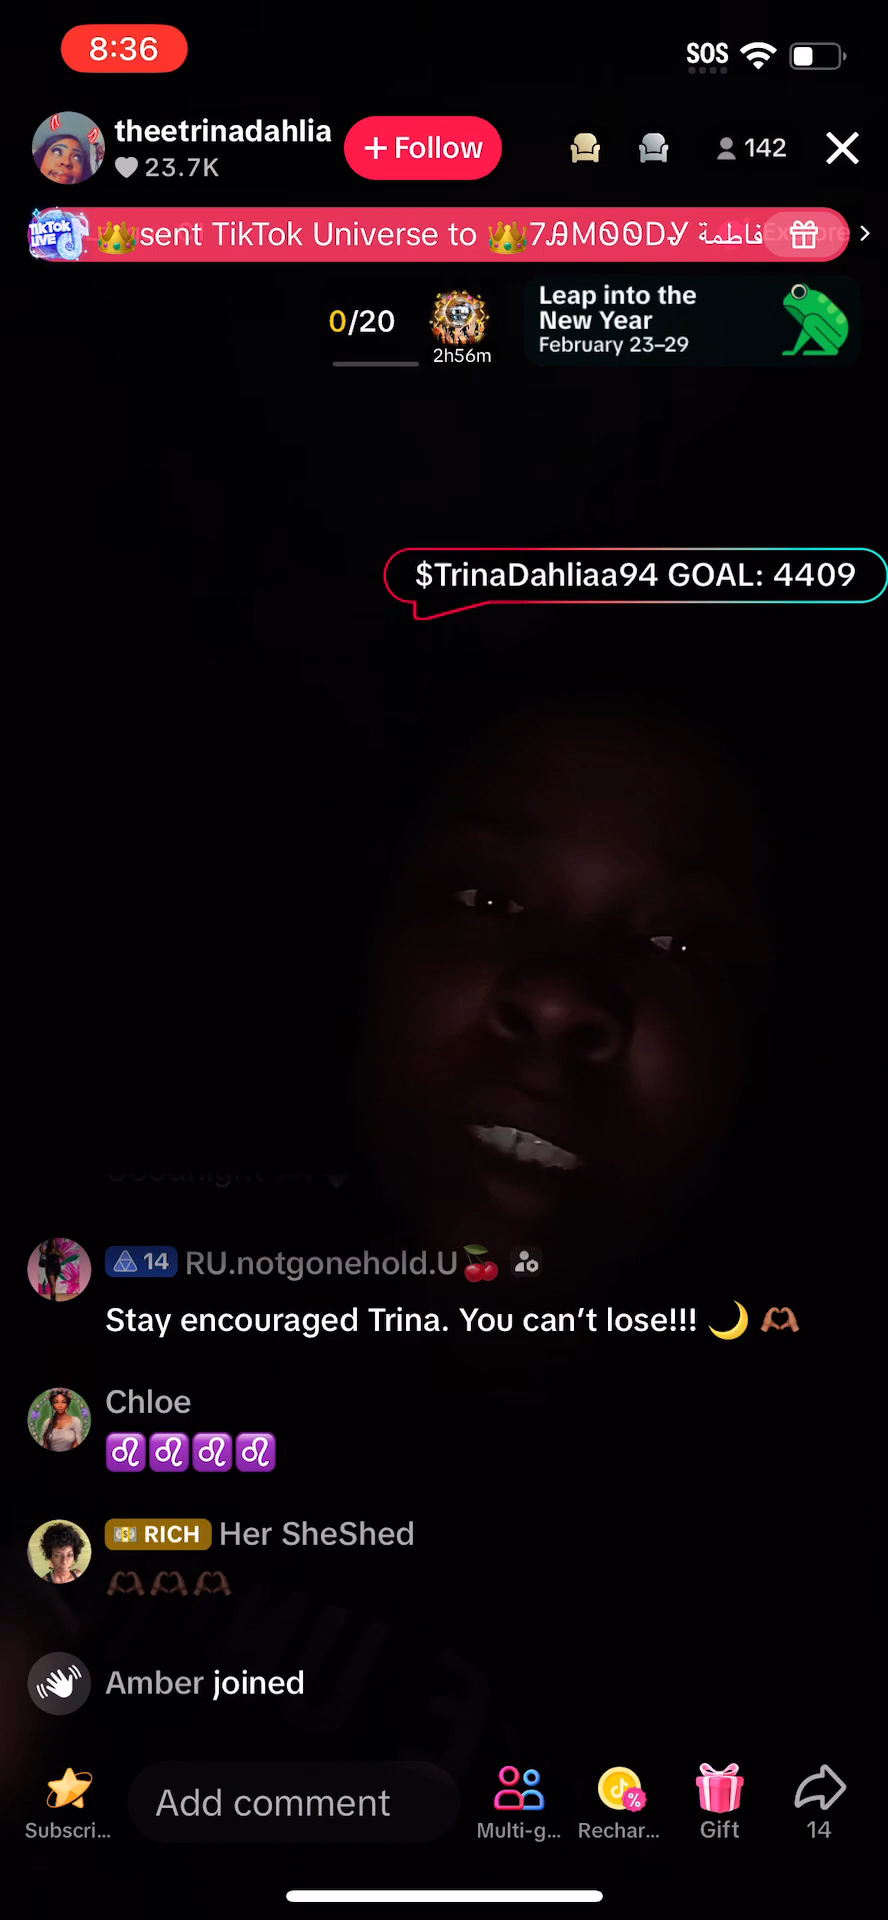 8:36
SOS
theetrinadahlia
23.7K
+ Follow
142
sent TikTok Universe to
فاطمة
0/20
2h56m
Leap into the
New Year
February 23–29
$TrinaDahliaa94 GOAL: 4409
14 RU.notgonehold.U
Stay encouraged Trina. You can’t lose!!!
Chloe
♌♌♌♌
RICH Her SheShed
Amber joined
Subscri...
Add comment
Multi-g...
Rechar...
Gift
14